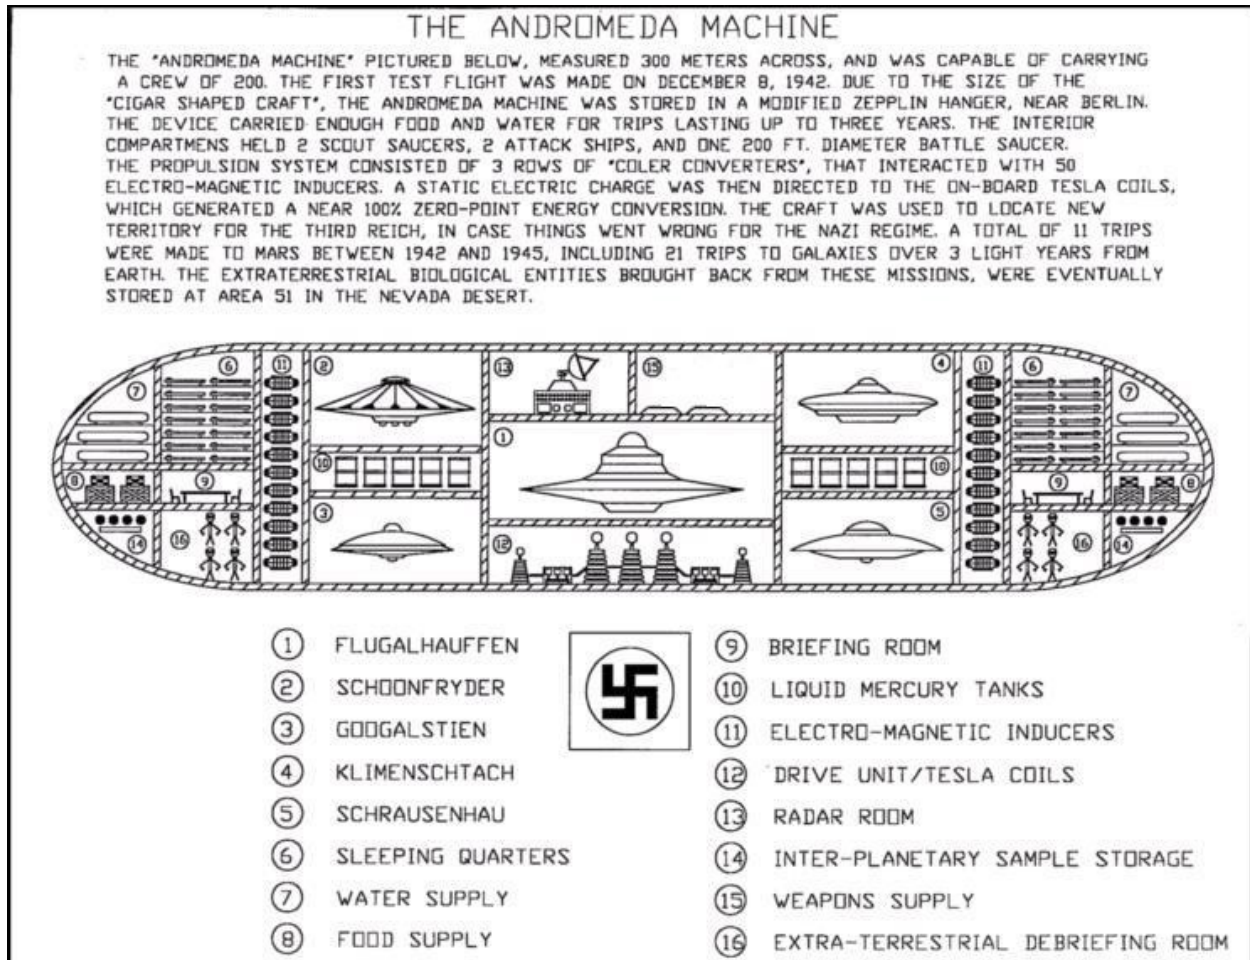 THE ANDROMEDA MACHINE
THE "ANDROMEDA MACHINE" PICTURED BELOW, MEASURED 300 METERS ACROSS, AND WAS CAPABLE OF CARRYING
A CREW OF 200. THE FIRST TEST FLIGHT WAS MADE ON DECEMBER 8, 1942. DUE TO THE SIZE OF THE
"CIGAR SHAPED CRAFT", THE ANDROMEDA MACHINE WAS STORED IN A MODIFIED ZEPPLIN HANGER, NEAR BERLIN.
THE DEVICE CARRIED ENOUGH FOOD AND WATER FOR TRIPS LASTING UP TO THREE YEARS. THE INTERIOR
COMPARTMENS HELD 2 SCOUT SAUCERS, 2 ATTACK SHIPS, AND ONE 200 FT. DIAMETER BATTLE SAUCER.
THE PROPULSION SYSTEM CONSISTED OF 3 ROWS OF "COLER CONVERTERS", THAT INTERACTED WITH 50
ELECTRO-MAGNETIC INDUCERS. A STATIC ELECTRIC CHARGE WAS THEN DIRECTED TO THE ON-BOARD TESLA COILS,
WHICH GENERATED A NEAR 100% ZERO-POINT ENERGY CONVERSION. THE CRAFT WAS USED TO LOCATE NEW
TERRITORY FOR THE THIRD REICH, IN CASE THINGS WENT WRONG FOR THE NAZI REGIME. A TOTAL OF 11 TRIPS
WERE MADE TO MARS BETWEEN 1942 AND 1945, INCLUDING 21 TRIPS TO GALAXIES OVER 3 LIGHT YEARS FROM
EARTH. THE EXTRATERRESTRIAL BIOLOGICAL ENTITIES BROUGHT BACK FROM THESE MISSIONS, WERE EVENTUALLY
STORED AT AREA 51 IN THE NEVADA DESERT.
6 11 2 13 15 4 11 6
7 7
1
10 10
8 9 9 8
3 5
14 16 12 16 14
1 FLUGALHAUFFEN
2 SCHOONFRYDER
3 GOOGALSTIEN
4 KLIMENSCHTACH
5 SCHRAUSENHAU
6 SLEEPING QUARTERS
7 WATER SUPPLY
8 FOOD SUPPLY
9 BRIEFING ROOM
10 LIQUID MERCURY TANKS
11 ELECTRO-MAGNETIC INDUCERS
12 DRIVE UNIT/TESLA COILS
13 RADAR ROOM
14 INTER-PLANETARY SAMPLE STORAGE
15 WEAPONS SUPPLY
16 EXTRA-TERRESTRIAL DEBRIEFING ROOM